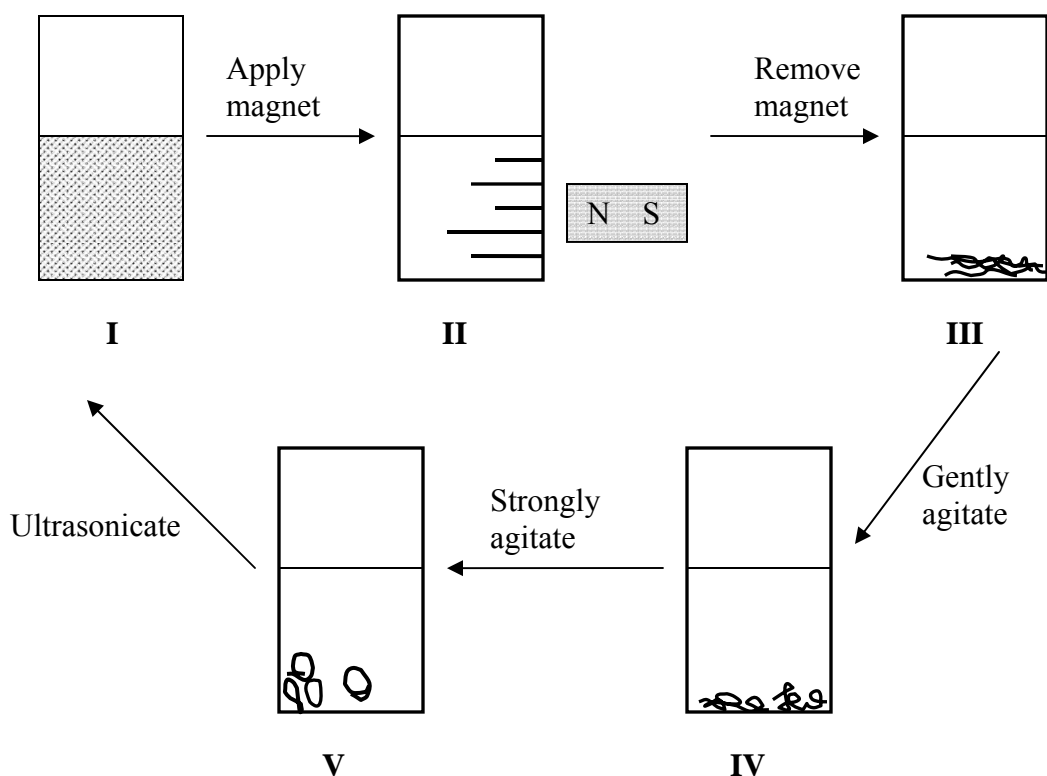 Apply
magnet
Remove
magnet
N S
I
II
III
Gently
agitate
Strongly
agitate
Ultrasonicate
V
IV